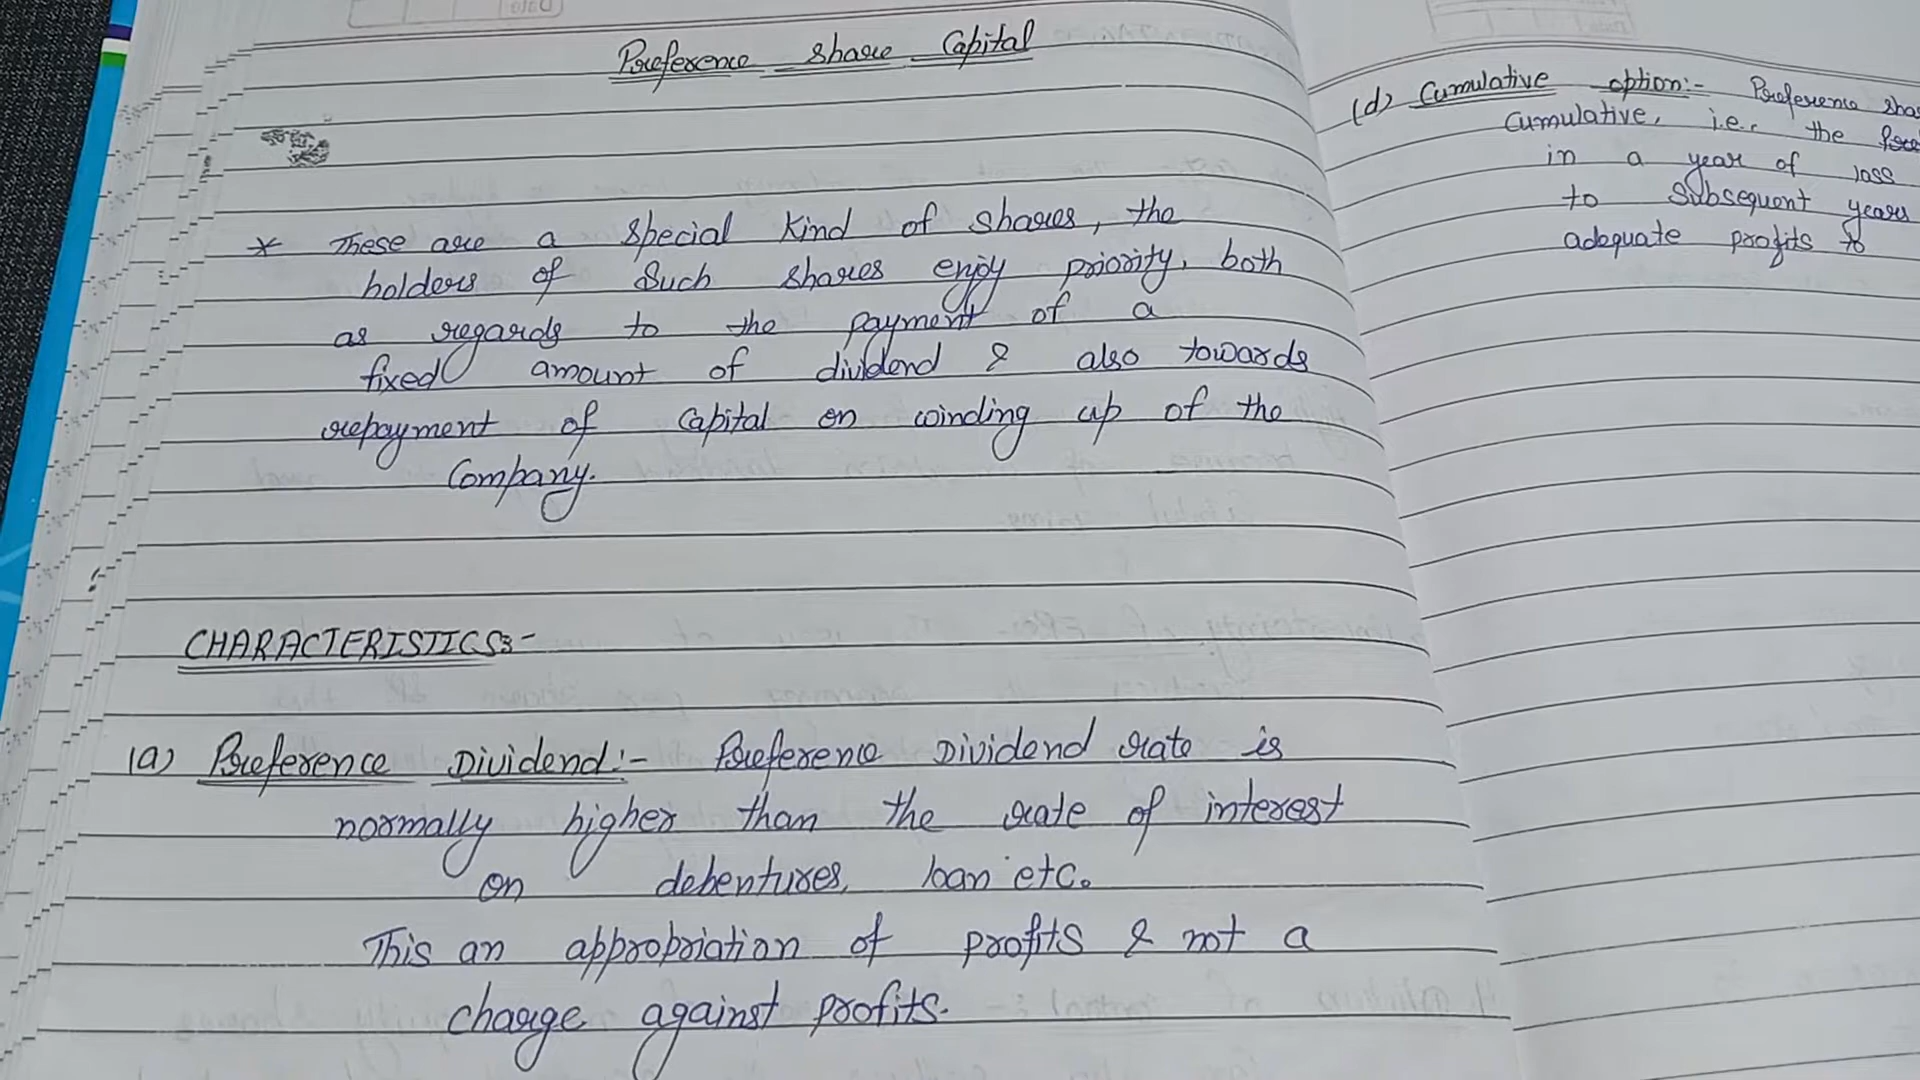 Preference share Capital
* These are a special Kind of shares, the
holders of such shares enjoy priority, both
as regards to the payment of a
fixed amount of dividend & also towards
repayment of Capital on winding up of the
Company.
CHARACTERISTICS:-
(a) Preference Dividend:- Preference Dividend rate is
normally higher than the rate of interest
on debentures, loan etc.
This an appropriation of profits & not a
charge against profits.
(d) Cumulative option:- Preference sha
Cumulative, i.e. the
in a year of loss
to subsequent years
adequate profits to